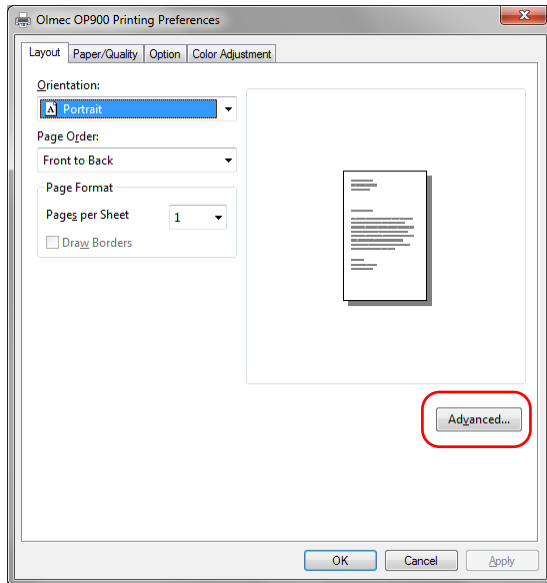 Olmec OP900 Printing Preferences
Layout Paper/Quality Option Color Adjustment
Orientation:
A Portrait
Page Order:
Front to Back
Page Format
Pages per Sheet 1
Draw Borders
Advanced...
OK Cancel Apply